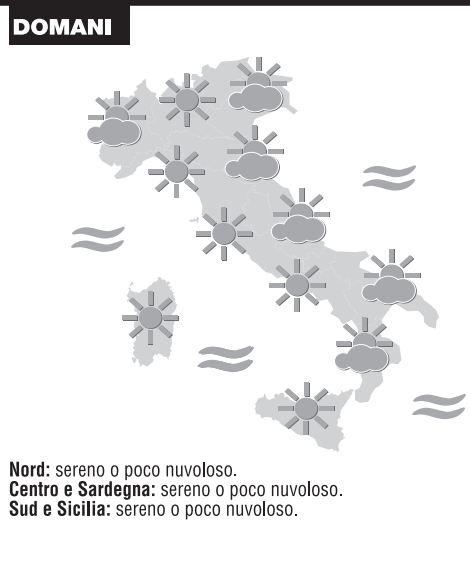 DOMANI
Nord: sereno o poco nuvoloso.
Centro e Sardegna: sereno o poco nuvoloso.
Sud e Sicilia: sereno o poco nuvoloso.